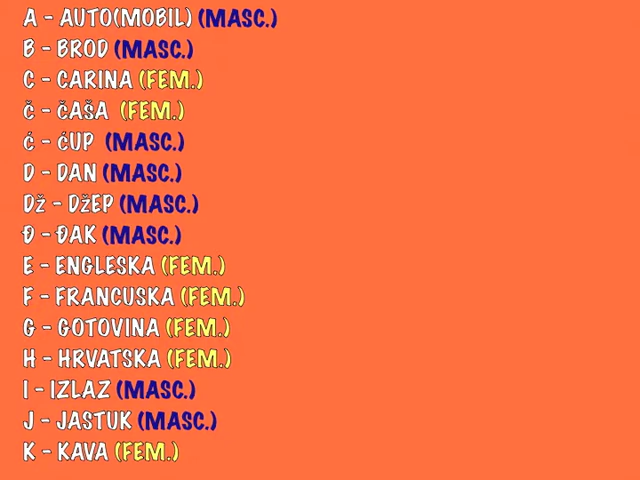 A - AUTO(MOBIL) (MASC.)
B - BROD (MASC.)
C - CARINA (FEM.)
Č - ČAŠA (FEM.)
Ć - ĆUP (MASC.)
D - DAN (MASC.)
Dž - DžEP (MASC.)
Đ - ĐAK (MASC.)
E - ENGLESKA (FEM.)
F - FRANCUSKA (FEM.)
G - GOTOVINA (FEM.)
H - HRVATSKA (FEM.)
I - IZLAZ (MASC.)
J - JASTUK (MASC.)
K - KAVA (FEM.)